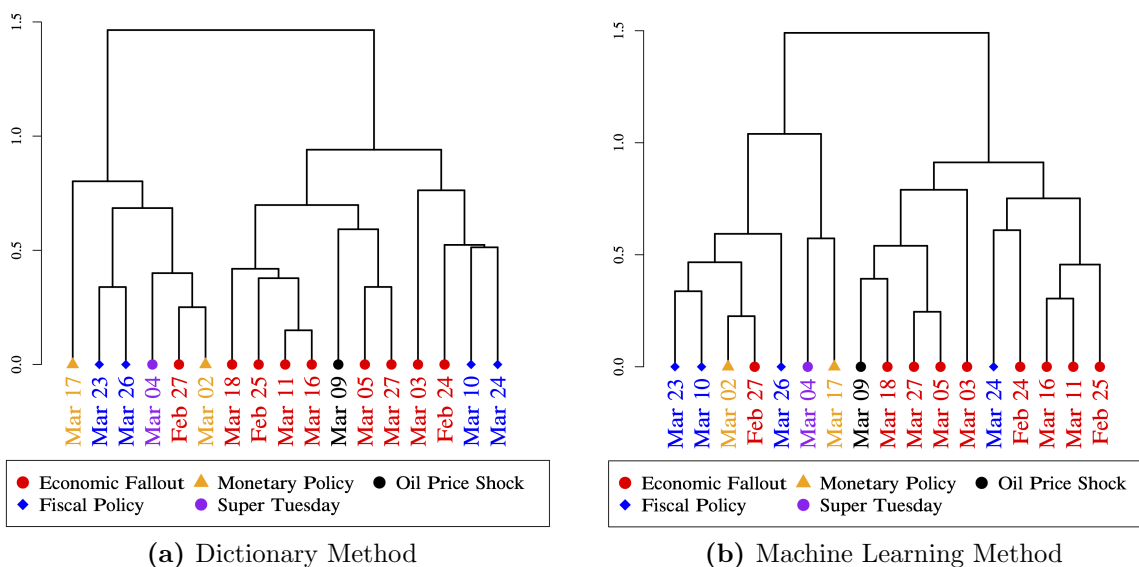 1.5
1.0
0.5
0.0
Mar 17
Mar 23
Mar 26
Mar 04
Feb 27
Mar 02
Mar 18
Feb 25
Mar 11
Mar 16
Mar 09
Mar 05
Mar 27
Mar 03
Feb 24
Mar 10
Mar 24
Economic Fallout Monetary Policy Oil Price Shock
Fiscal Policy Super Tuesday
(a) Dictionary Method
1.5
1.0
0.5
0.0
Mar 23
Mar 10
Mar 02
Feb 27
Mar 26
Mar 04
Mar 17
Mar 09
Mar 18
Mar 27
Mar 05
Mar 03
Mar 24
Feb 24
Mar 16
Mar 11
Feb 25
Economic Fallout Monetary Policy Oil Price Shock
Fiscal Policy Super Tuesday
(b) Machine Learning Method